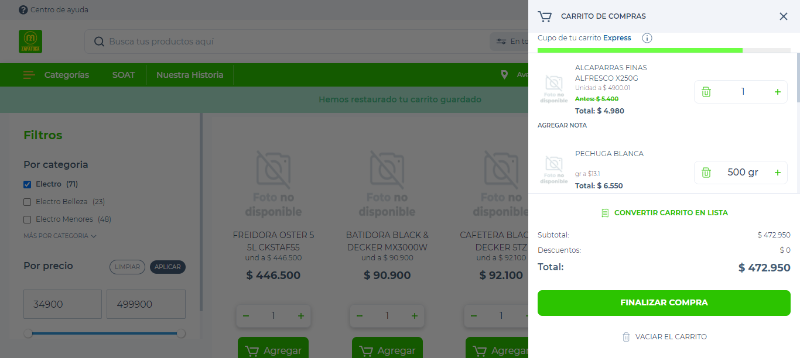 Centro de ayuda
Busca tus productos aquí
En to
Categorías
SOAT
Nuestra Historia
Hemos restaurado tu carrito guardado
Filtros
Por categoría
Electro (71)
Electro Belleza (23)
Electro Menores (48)
MÁS POR CATEGORÍA
Por precio
LIMPIAR
APLICAR
34900
499900
Foto no
disponible
FREIDORA OSTER 5
5L CKSTAF55
und a $ 446.500
$ 446.500
1
Agregar
Foto no
disponible
BATIDORA BLACK &
DECKER MX3000W
und a $ 90.900
$ 90.900
1
Agregar
Foto no
disponible
CAFETERA BLACK
DECKER 5TZ
und a $ 92.100
$ 92.100
1
Agregar
CARRITO DE COMPRAS
Cupo de tu carrito Express
Foto no
disponible
ALCAPARRAS FINAS
ALFRESCO X250G
unidad a $ 4900.01
Antes: $ 5.400
Total: $ 4.980
1
AGREGAR NOTA
Foto no
disponible
PECHUGA BLANCA
gr a $13.1
Total: $ 6.550
500 gr
CONVERTIR CARRITO EN LISTA
Subtotal: $ 472.950
Descuentos: $ 0
Total: $ 472.950
FINALIZAR COMPRA
VACIAR EL CARRITO